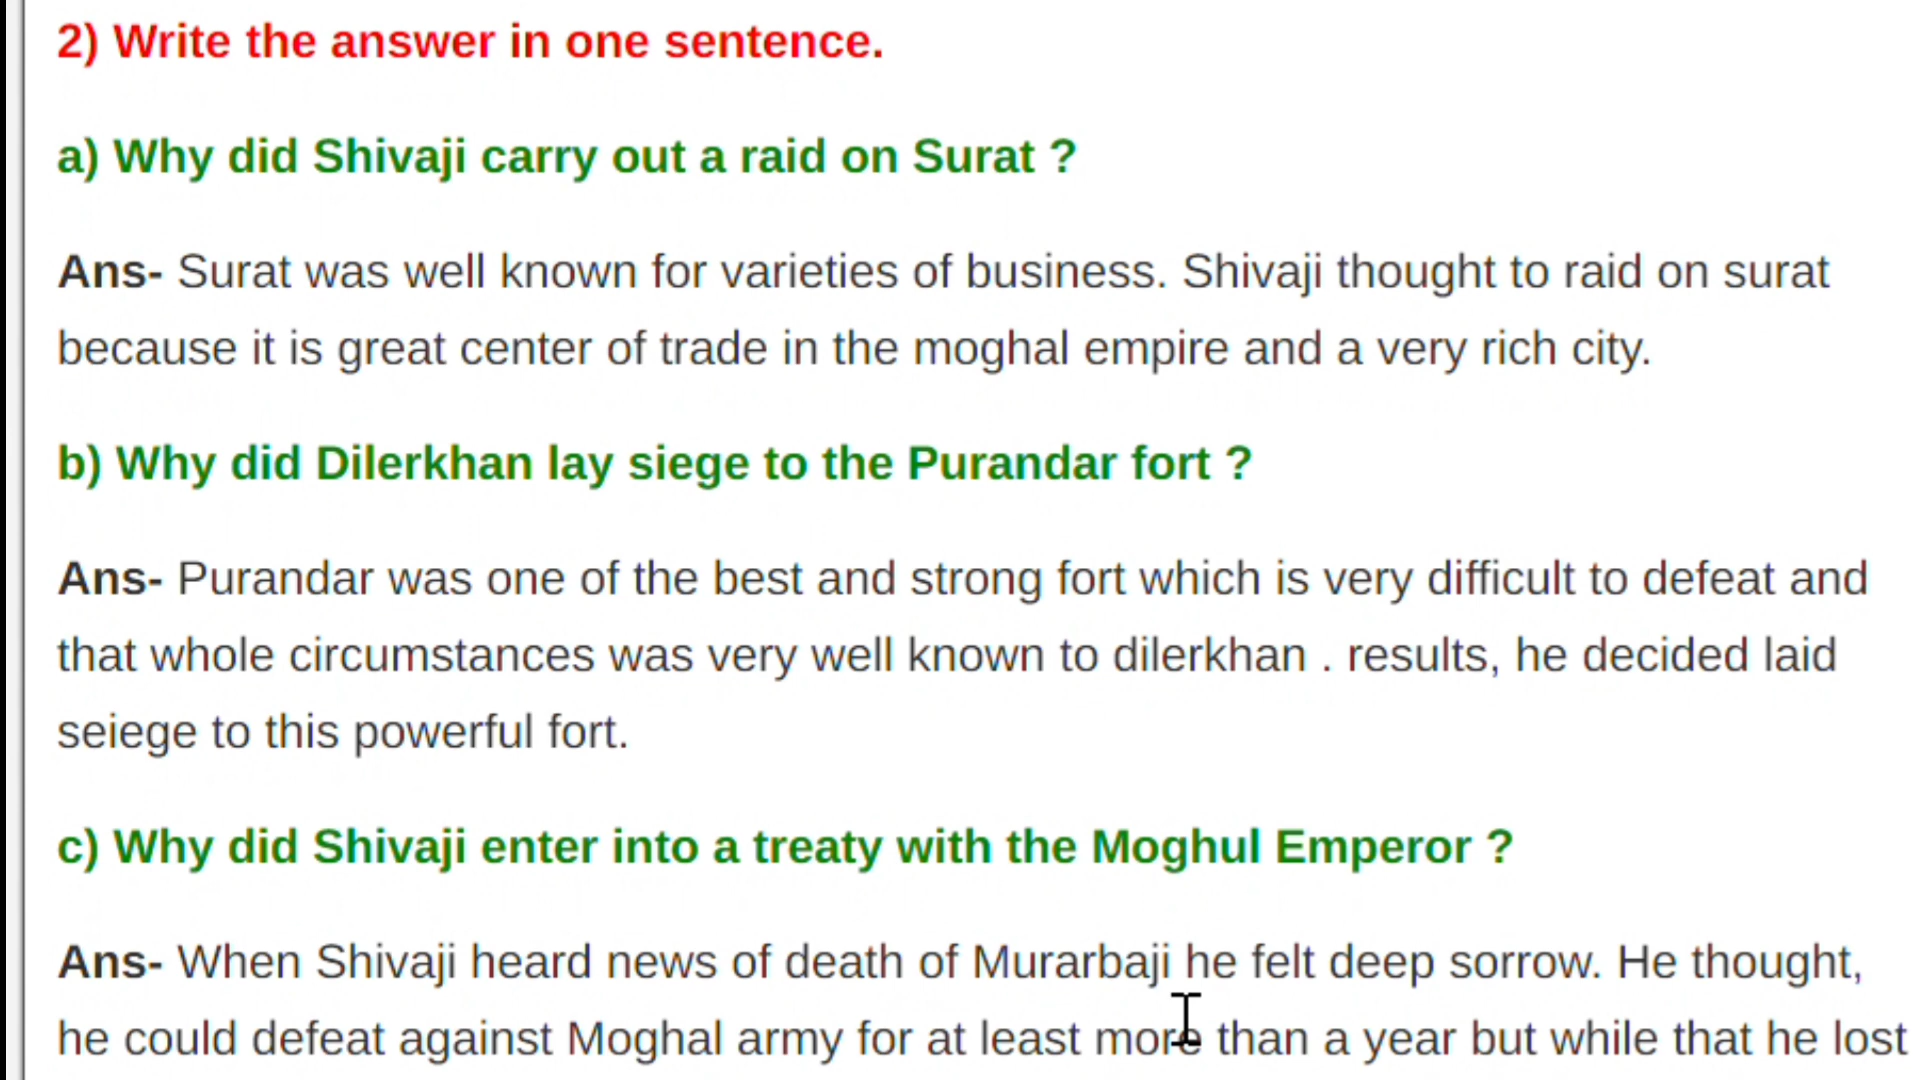 2) Write the answer in one sentence.
a) Why did Shivaji carry out a raid on Surat ?
Ans- Surat was well known for varieties of business. Shivaji thought to raid on surat
because it is great center of trade in the moghal empire and a very rich city.
b) Why did Dilerkhan lay siege to the Purandar fort ?
Ans- Purandar was one of the best and strong fort which is very difficult to defeat and
that whole circumstances was very well known to dilerkhan . results, he decided laid
seiege to this powerful fort.
c) Why did Shivaji enter into a treaty with the Moghul Emperor ?
Ans- When Shivaji heard news of death of Murarbaji he felt deep sorrow. He thought,
he could defeat against Moghal army for at least more than a year but while that he lost